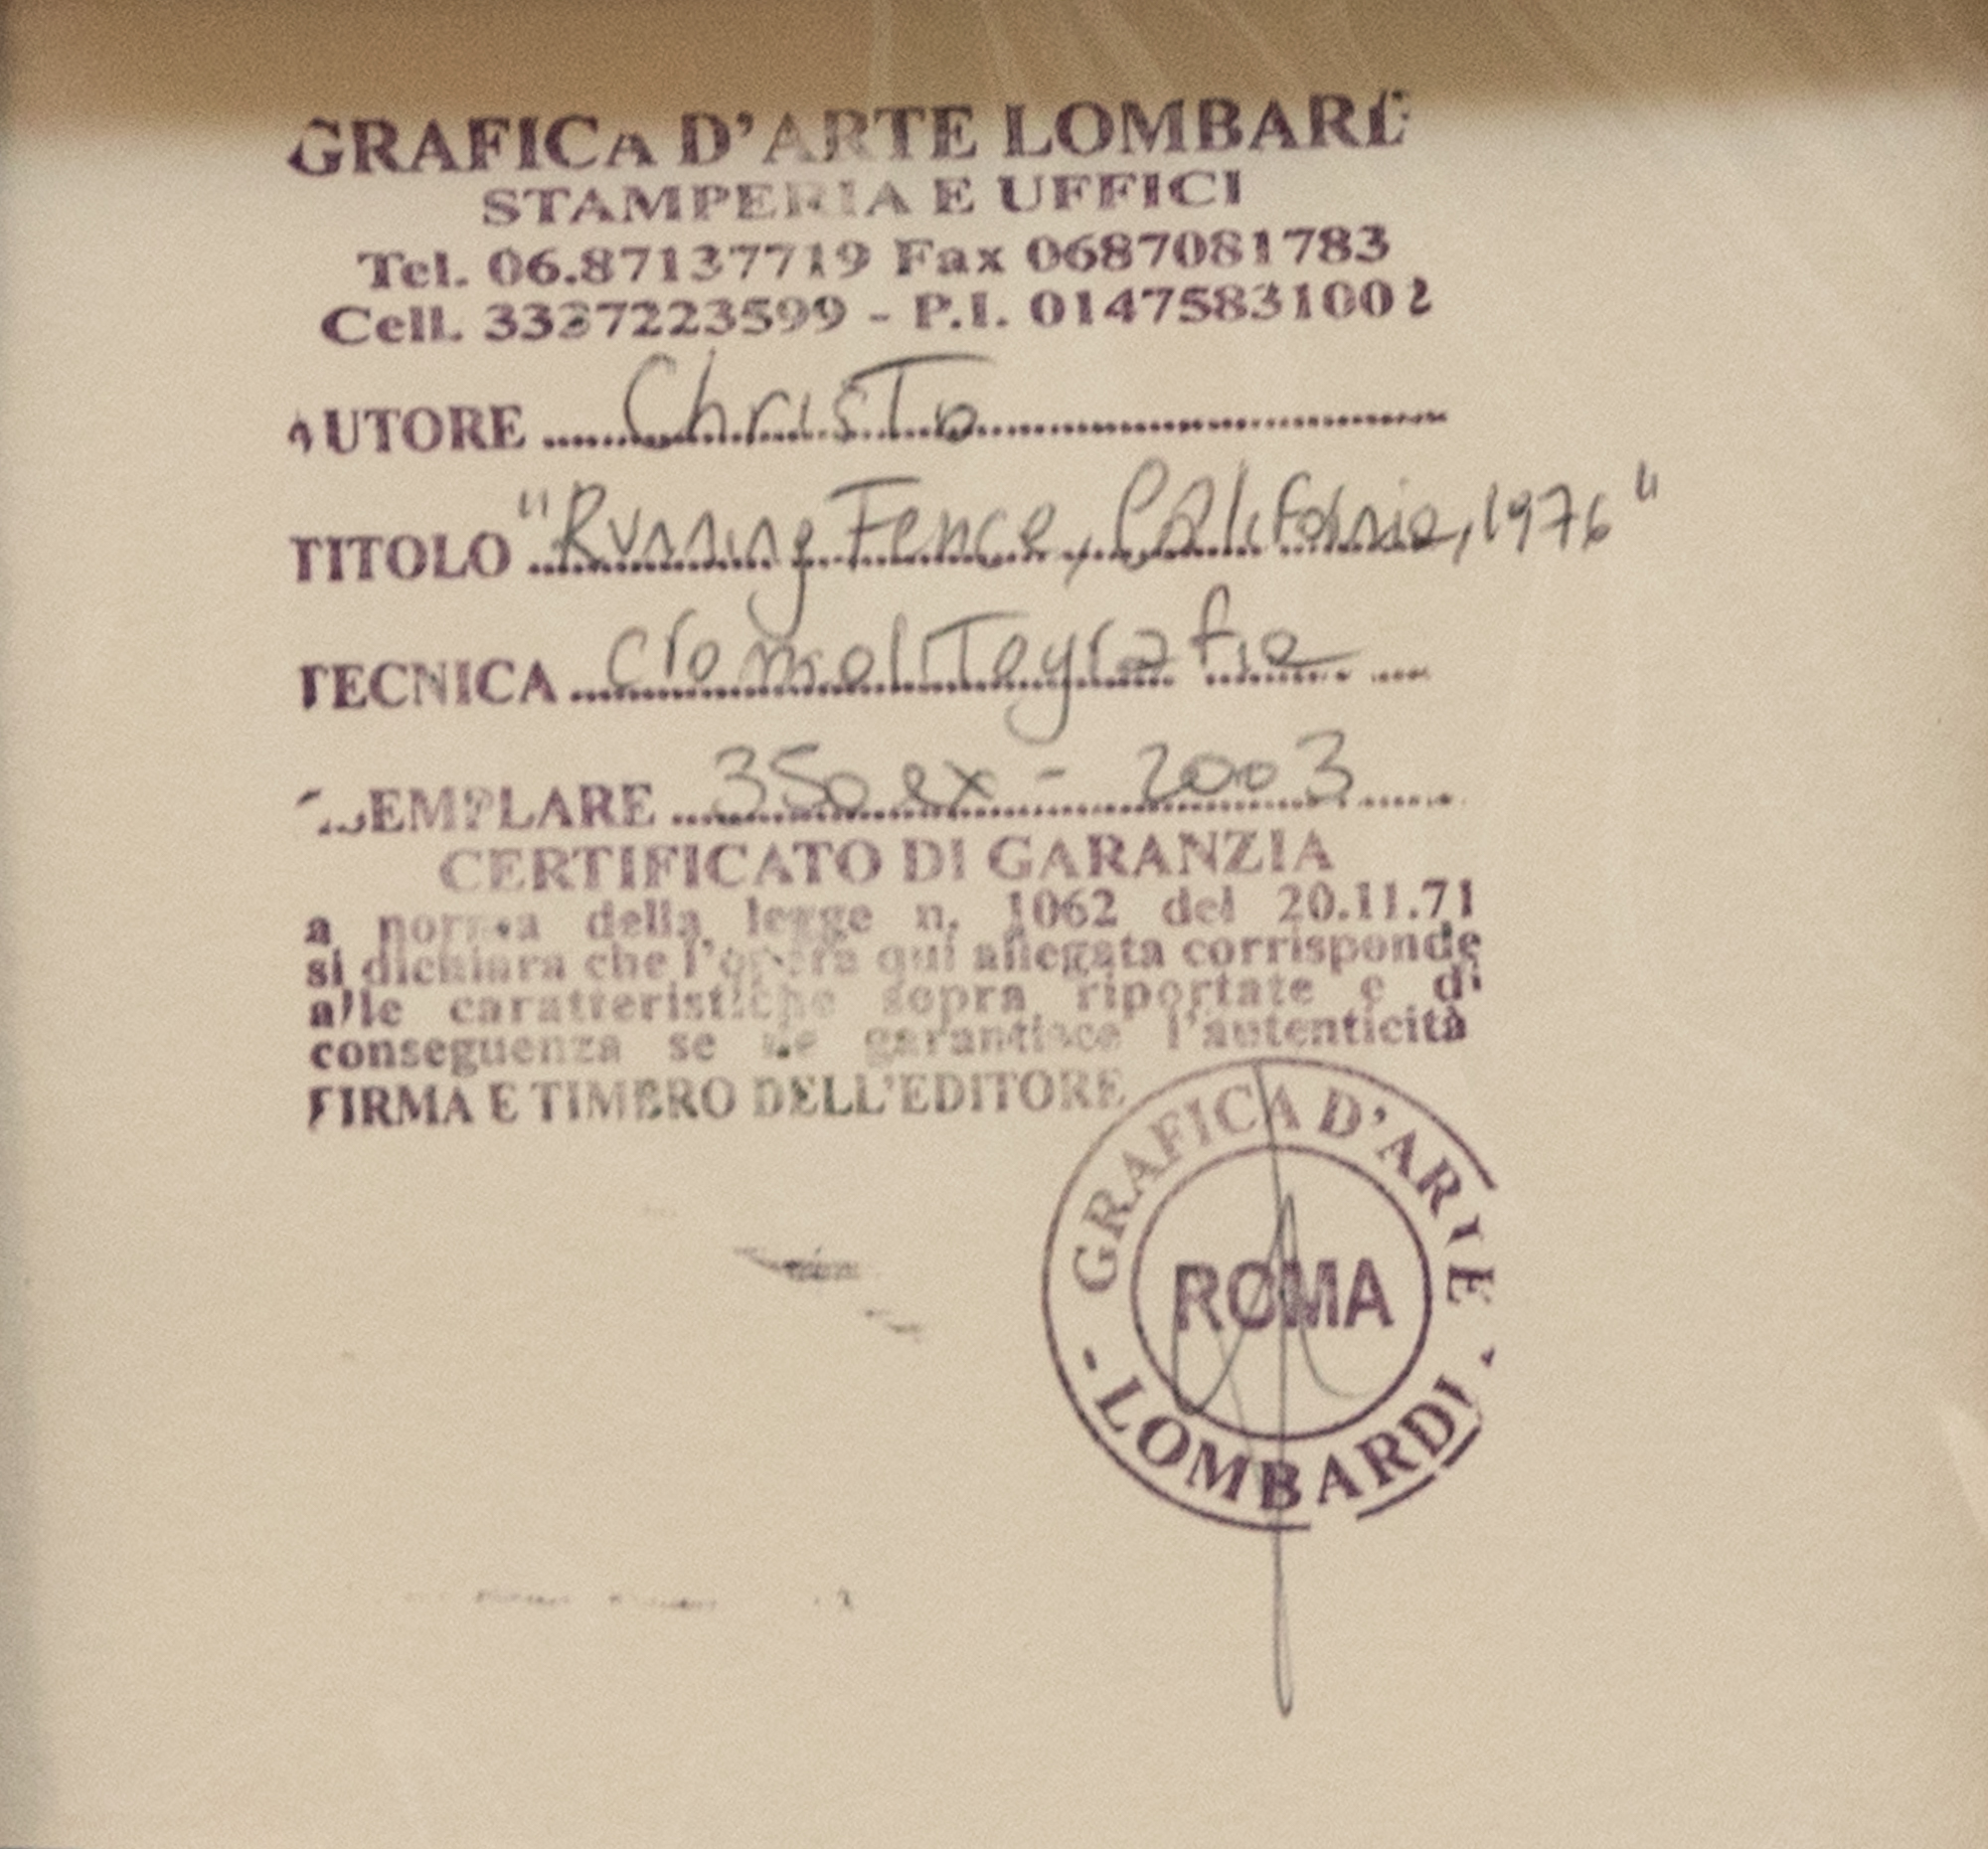 GRAFICA D'ARTE LOMBARD
STAMPERIA E UFFICI
Tel. 06.87137719 Fax 0687081783
Cell. 3337223599 - P.I. 01475831002
AUTORE Christo
TITOLO "Running Fence, California, 1976"
TECNICA cromolitografia
ESEMPLARE 350 ex - 2003
CERTIFICATO DI GARANZIA
a norma della legge n. 1062 del 20.11.71
si dichiara che l'opera qui allegata corrisponde
alle caratteristiche sopra riportate e di
conseguenza se ne garantisce l'autenticità
FIRMA E TIMBRO DELL'EDITORE
GRAFICA D'ARTE
ROMA
- LOMBARDI -